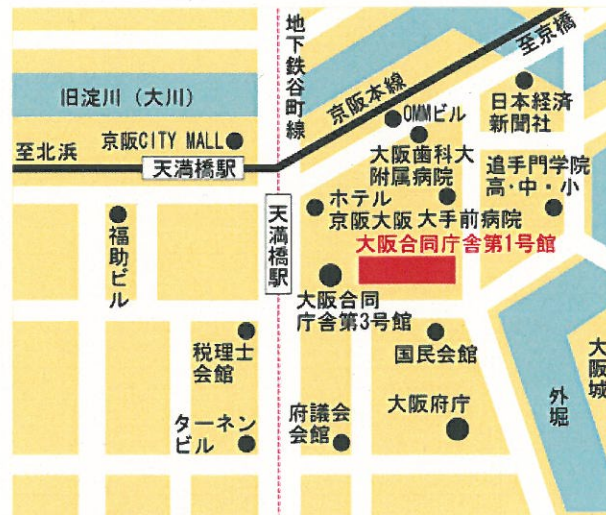 地下鉄谷町線
至京橋
旧淀川（大川）
京阪本線
OMMビル
日本経済
新聞社
京阪CITY MALL
至北浜
天満橋駅
大阪歯科大
附属病院
追手門学院
高・中・小
ホテル
京阪大阪
大手前病院
天満橋駅
福助ビル
大阪合同庁舎第1号館
大阪合同
庁舎第3号館
税理士
会館
国民会館
大阪城
外堀
ターネン
ビル
府議会
会館
大阪府庁